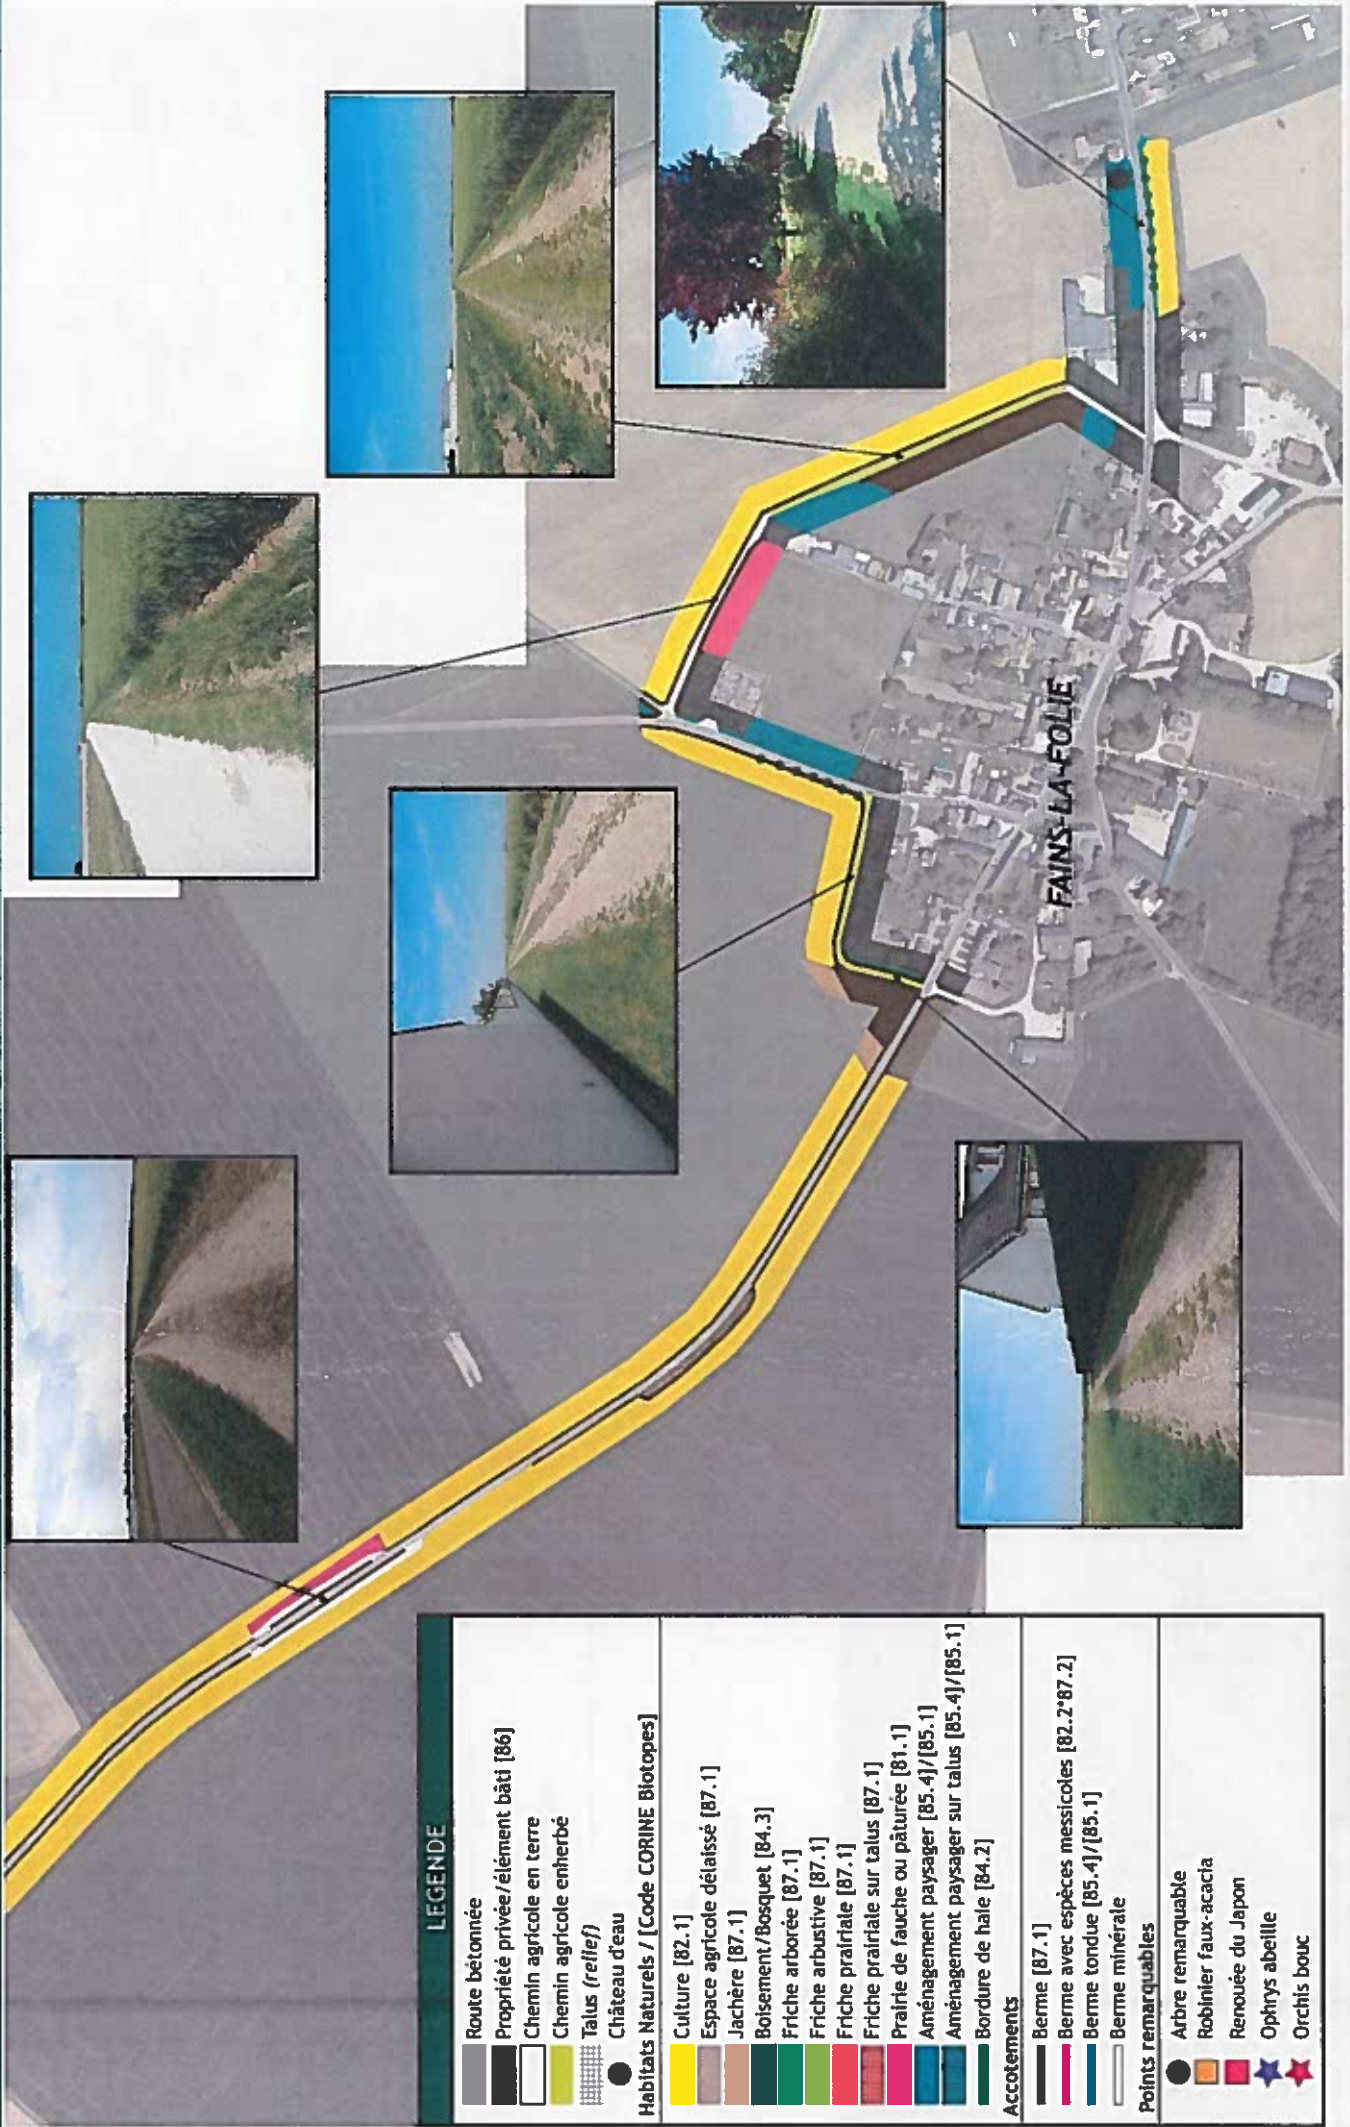 LEGENDE
Route bétonnée
Propriété privée/élément bâti [86]
Chemin agricole en terre
Chemin agricole enherbé
Talus (relief)
Château d'eau
Habitats Naturels / [Code CORINE Biotopes]
Culture [82.1]
Espace agricole délaissé [87.1]
Jachère [87.1]
Boisement/Bosquet [84.3]
Friche arborée [87.1]
Friche arbustive [87.1]
Friche prairiale [87.1]
Friche prairiale sur talus [87.1]
Prairie de fauche ou pâturée [81.1]
Aménagement paysager [85.4]/[85.1]
Aménagement paysager sur talus [85.4]/[85.1]
Bordure de haie [84.2]
Accotements
Berme [87.1]
Berme avec espèces messicoles [82.2*87.2]
Berme tondue [85.4]/[85.1]
Berme minérale
Points remarquables
Arbre remarquable
Robinier faux-acacia
Renouée du Japon
Ophrys abeille
Orchis bouc
FAINS-LA-FOLIE